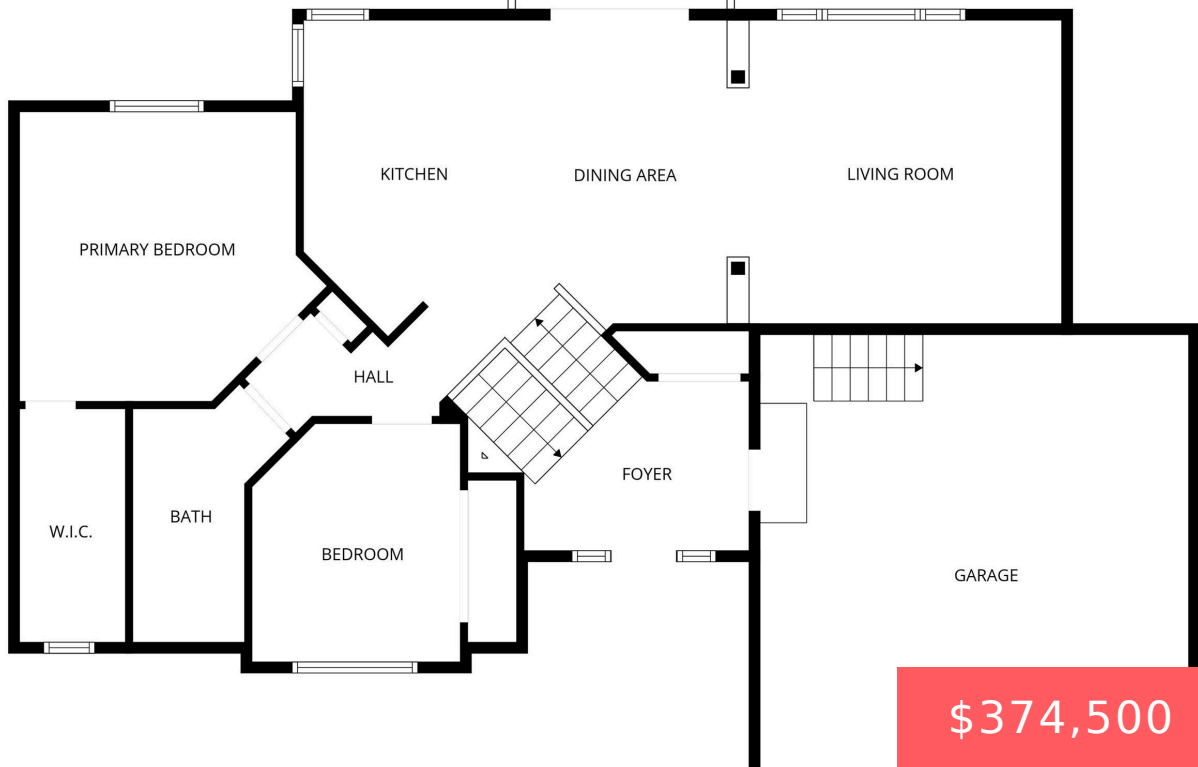 KITCHEN
DINING AREA
LIVING ROOM
PRIMARY BEDROOM
HALL
FOYER
W.I.C.
BATH
BEDROOM
GARAGE
$374,500